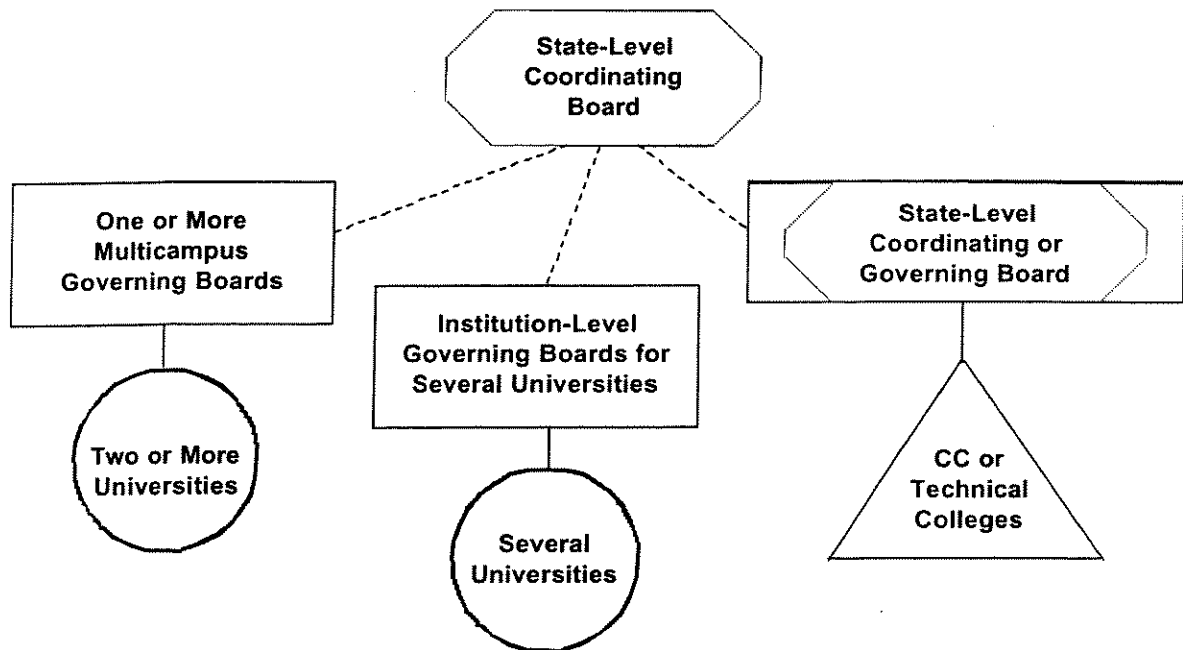 State-Level
Coordinating
Board
One or More
Multicampus
Governing Boards
State-Level
Coordinating or
Governing Board
Institution-Level
Governing Boards for
Several Universities
Two or More
Universities
CC or
Technical
Colleges
Several
Universities